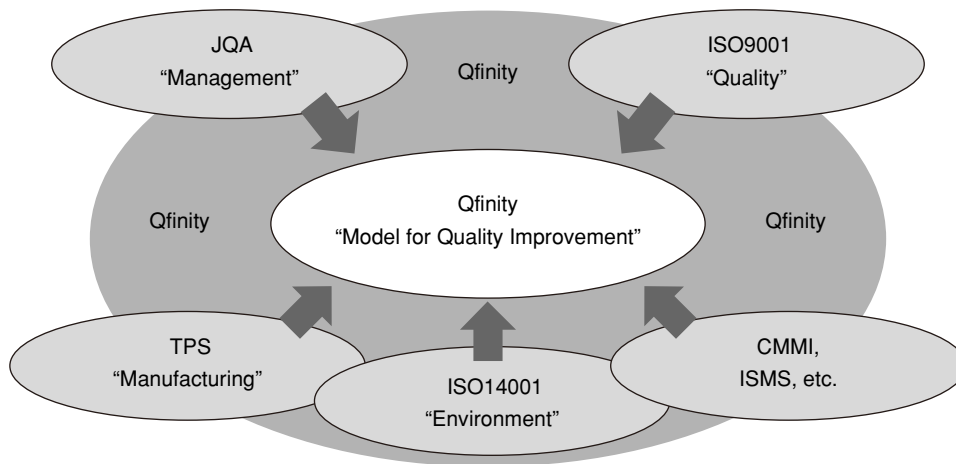 JQA
“Management”
Qfinity
ISO9001
“Quality”
Qfinity
Qfinity
“Model for Quality Improvement”
Qfinity
TPS
“Manufacturing”
ISO14001
“Environment”
CMMI,
ISMS, etc.